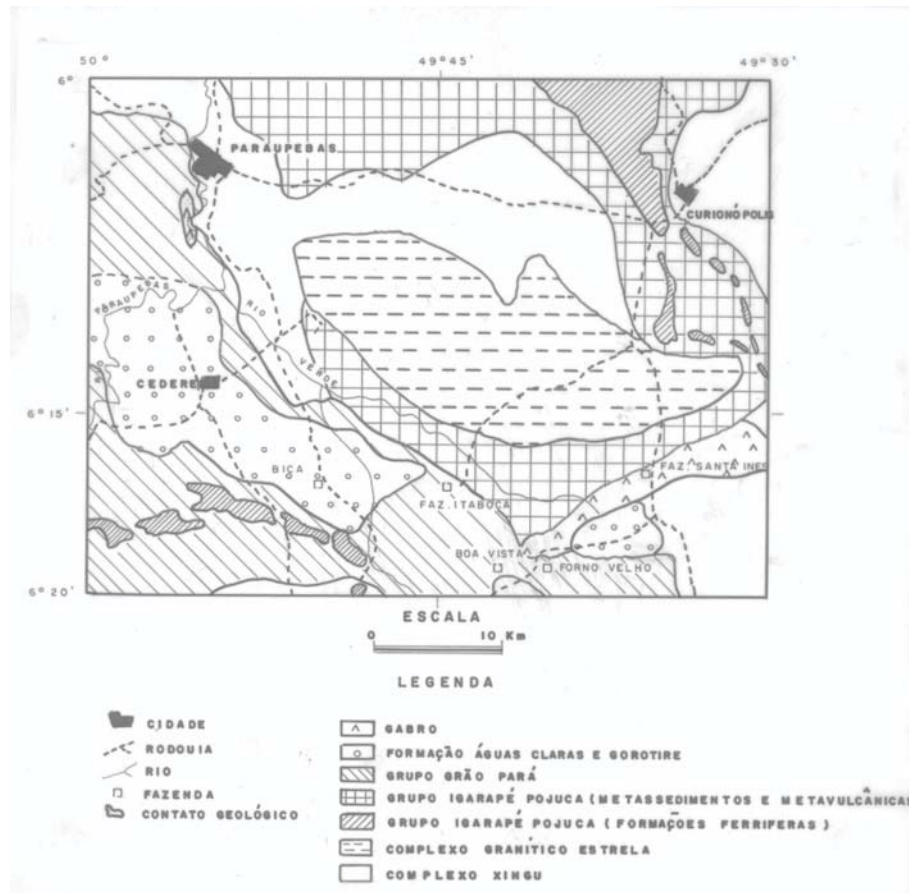 50° 49°45' 49°30'
6°
PARAUPEBAS
CURIONÓPOLIS
PARAUPEBAS
RIO
VERDE
CEDERE
6°15'
BICA
FAZ. SANTA INES
FAZ. ITABOCA
BOA VISTA
FORNO VELHO
6°20'
ESCALA
0 10 Km
LEGENDA
CIDADE
RODOUIA
RIO
FAZENDA
CONTATO GEOLÓGICO
GABRO
FORMAÇÃO ÁGUAS CLARAS E GOROTIRE
GRUPO GRÃO PARÁ
GRUPO IGARAPÉ POJUCA (METASSEDIMENTOS E METAVULCÂNICAS
GRUPO IGARAPÉ POJUCA (FORMAÇÕES FERRIFERAS)
COMPLEXO GRANÍTICO ESTRELA
COMPLEXO XINGU